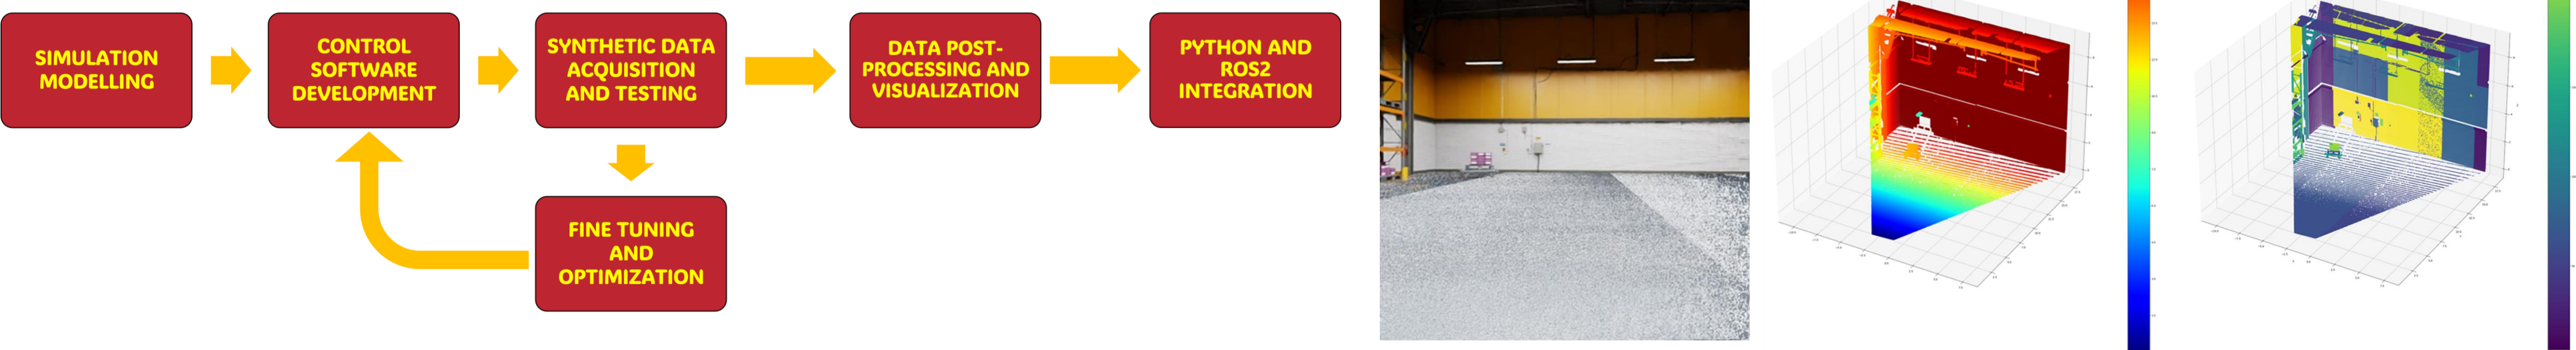 SIMULATION
MODELLING
CONTROL
SOFTWARE
DEVELOPMENT
SYNTHETIC DATA
ACQUISITION
AND TESTING
DATA POST-
PROCESSING AND
VISUALIZATION
PYTHON AND
ROS2
INTEGRATION
FINE TUNING
AND
OPTIMIZATION